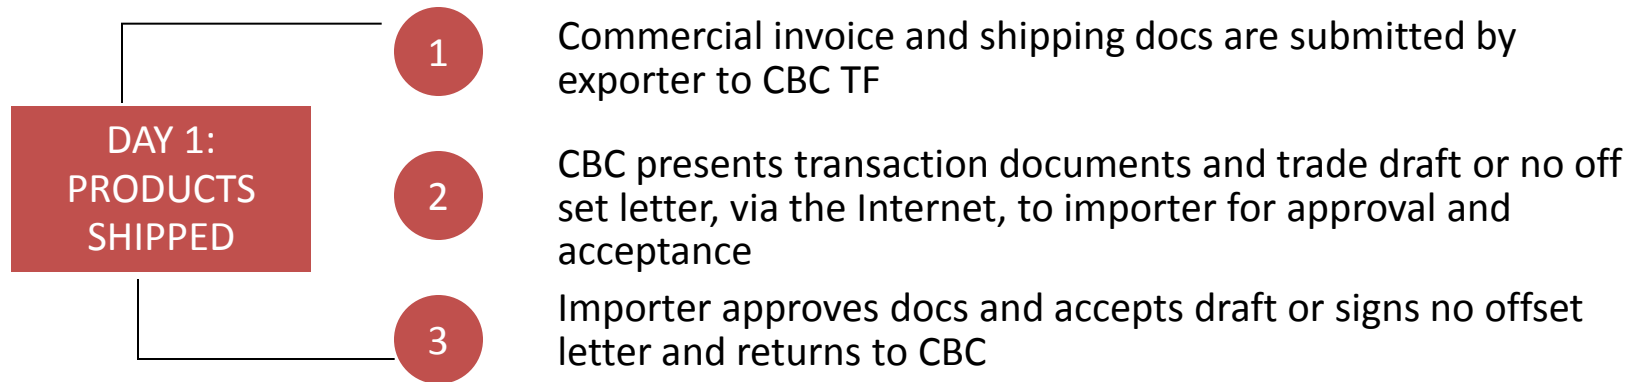 DAY 1:
PRODUCTS
SHIPPED
1
Commercial invoice and shipping docs are submitted by
exporter to CBC TF
2
CBC presents transaction documents and trade draft or no off
set letter, via the Internet, to importer for approval and
acceptance
3
Importer approves docs and accepts draft or signs no offset
letter and returns to CBC